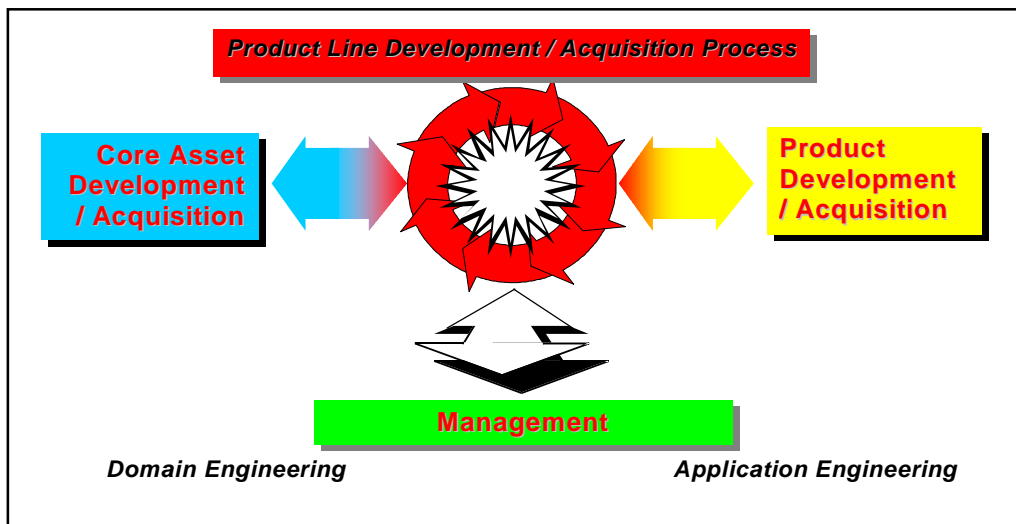 Product Line Development / Acquisition Process
Core Asset
Development
/ Acquisition
Product
Development
/ Acquisition
Management
Domain Engineering
Application Engineering